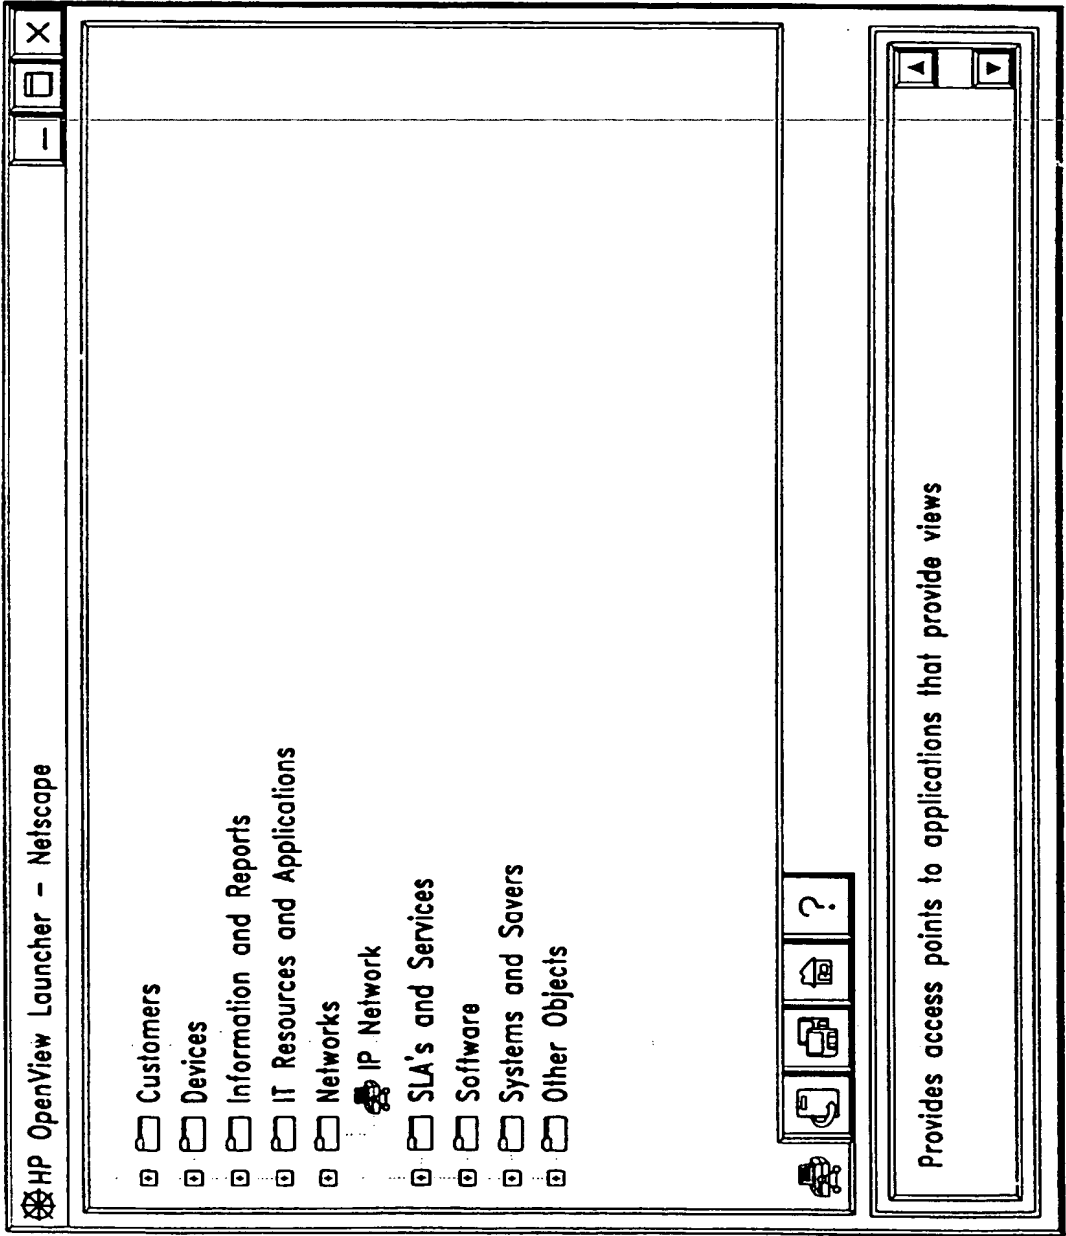 HP OpenView Launcher - Netscape
Customers
Devices
Information and Reports
IT Resources and Applications
Networks
IP Network
SLA's and Services
Software
Systems and Savers
Other Objects
?
Provides access points to applications that provide views